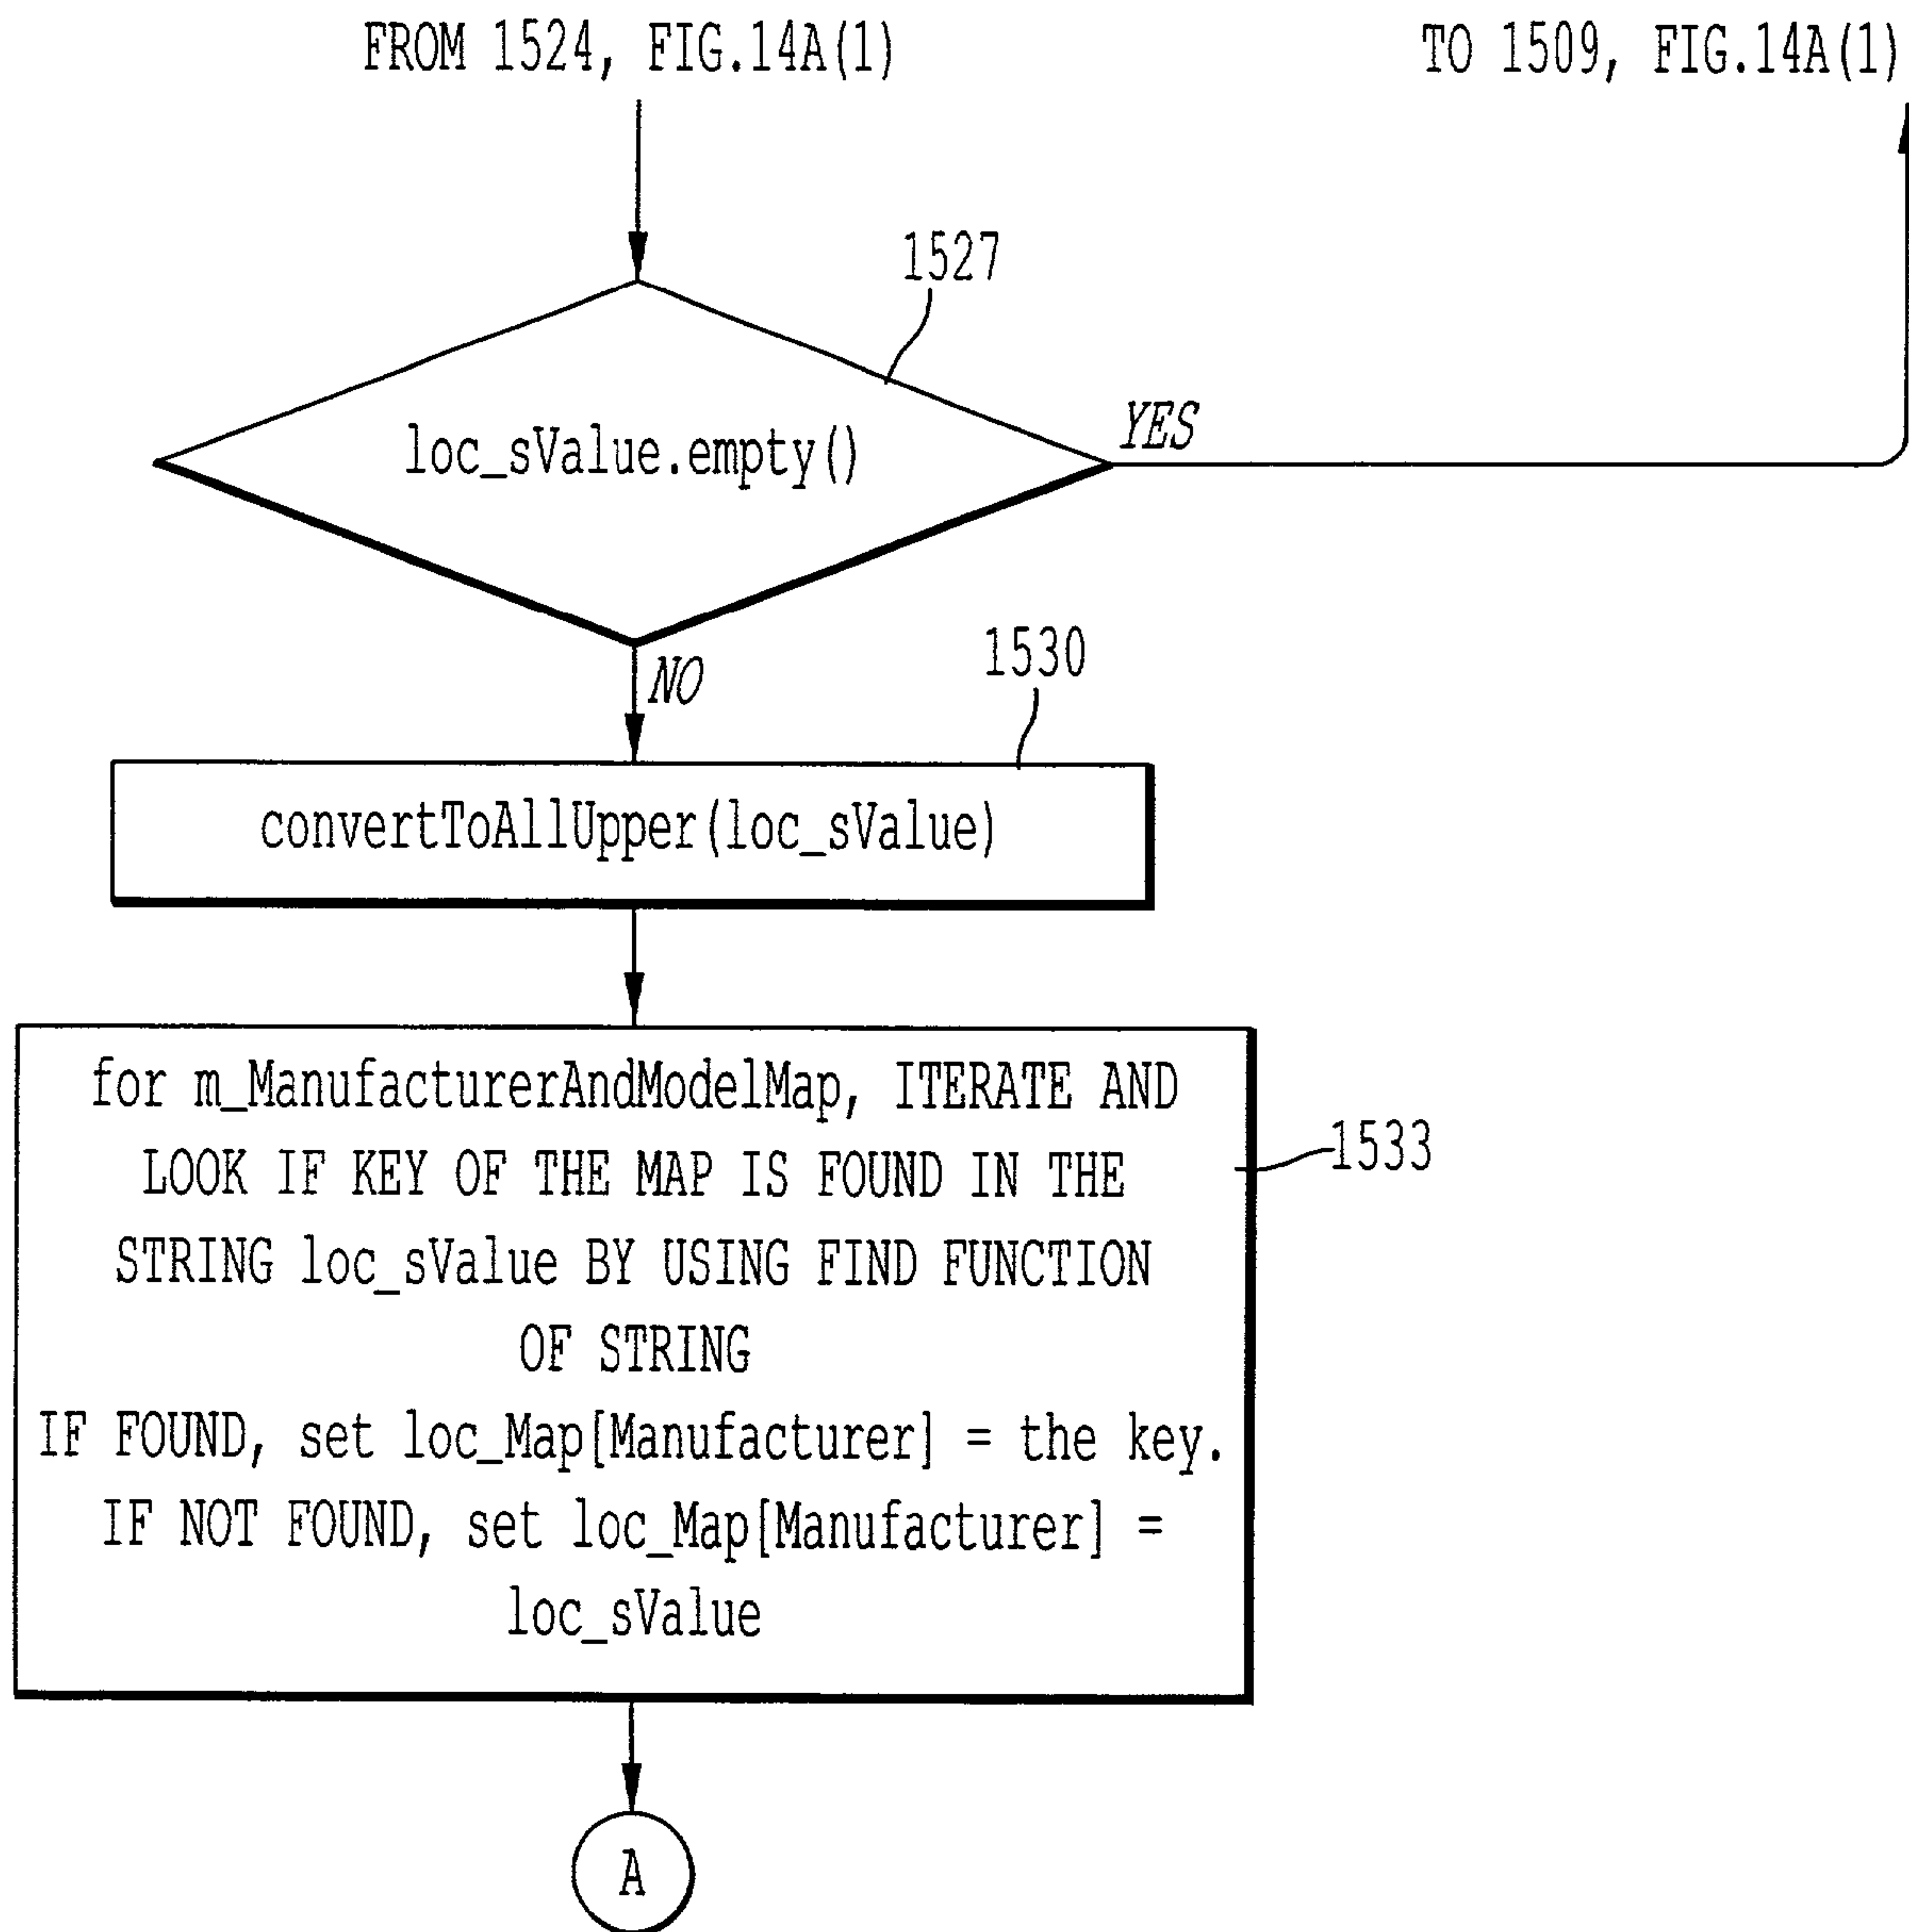 FROM 1524, FIG.14A(1)
TO 1509, FIG.14A(1)
1527
loc_sValue.empty()
YES
NO
1530
convertToAllUpper(loc_sValue)
for m_ManufacturerAndModelMap, ITERATE AND
LOOK IF KEY OF THE MAP IS FOUND IN THE
STRING loc_sValue BY USING FIND FUNCTION
OF STRING
IF FOUND, set loc_Map[Manufacturer] = the key.
IF NOT FOUND, set loc_Map[Manufacturer] =
loc_sValue
1533
A